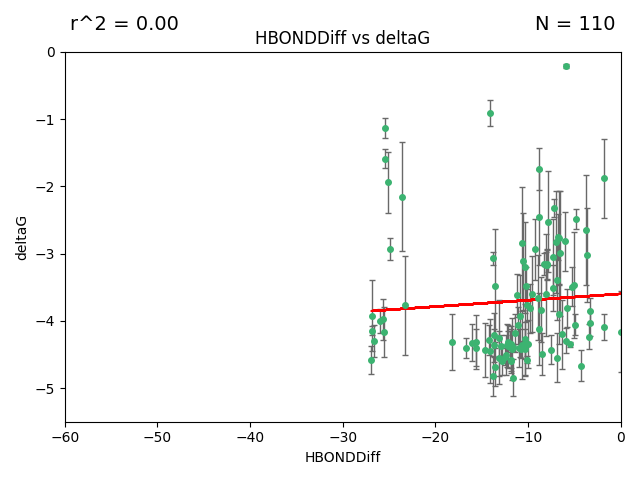 r^2 = 0.00
N = 110
HBONDDiff vs deltaG
deltaG
0
−1
−2
−3
−4
−5
−60
−50
−40
−30
−20
−10
0
HBONDDiff